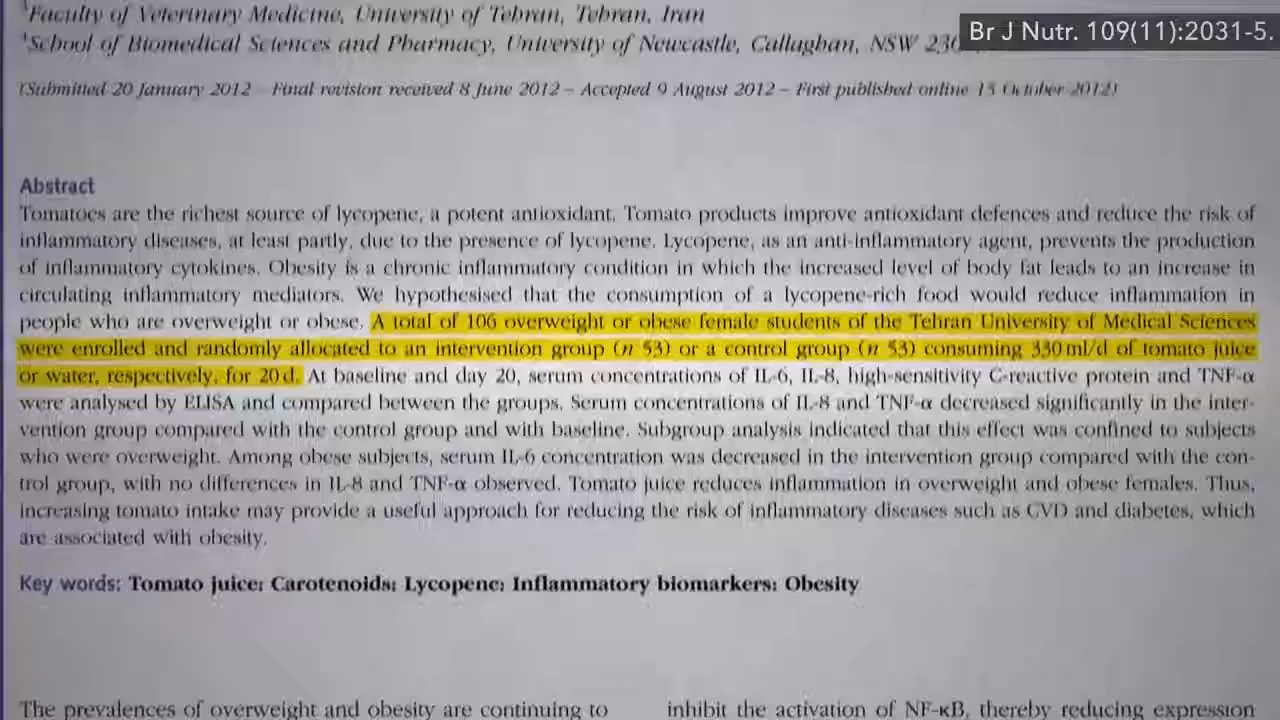 Faculty of Veterinary Medicine, University of Tehran, Tehran, Iran
School of Biomedical Sciences and Pharmacy, University of Newcastle, Callaghan, NSW
Br J Nutr. 109(11):2031-5.
(Submitted 20 January 2012 – Final revision received 8 June 2012 – Accepted 9 August 2012 – First published online 15 October 2012)
Abstract
Tomatoes are the richest source of lycopene, a potent antioxidant. Tomato products improve antioxidant defences and reduce the risk of
inflammatory diseases, at least partly, due to the presence of lycopene. Lycopene, as an anti-inflammatory agent, prevents the production
of inflammatory cytokines. Obesity is a chronic inflammatory condition in which the increased level of body fat leads to an increase in
circulating inflammatory mediators. We hypothesised that the consumption of a lycopene-rich food would reduce inflammation in
people who are overweight or obese. A total of 106 overweight or obese female students of the Tehran University of Medical Sciences
were enrolled and randomly allocated to an intervention group (n 53) or a control group (n 53) consuming 330 ml/d of tomato juice
or water, respectively, for 20 d. At baseline and day 20, serum concentrations of IL-6, IL-8, high-sensitivity C-reactive protein and TNF-α
were analysed by ELISA and compared between the groups. Serum concentrations of IL-8 and TNF-α decreased significantly in the inter-
vention group compared with the control group and with baseline. Subgroup analysis indicated that this effect was confined to subjects
who were overweight. Among obese subjects, serum IL-6 concentration was decreased in the intervention group compared with the con-
trol group, with no differences in IL-8 and TNF-α observed. Tomato juice reduces inflammation in overweight and obese females. Thus,
increasing tomato intake may provide a useful approach for reducing the risk of inflammatory diseases such as CVD and diabetes, which
are associated with obesity.
Key words: Tomato juice: Carotenoids: Lycopene: Inflammatory biomarkers: Obesity
The prevalences of overweight and obesity are continuing to
inhibit the activation of NF-κB, thereby reducing expression